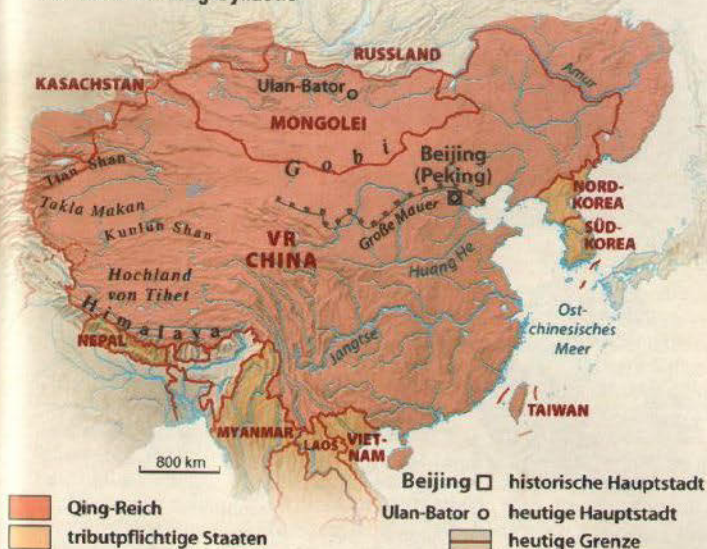 KASACHSTAN
RUSSLAND
Amur
Ulan-Bator
MONGOLEI
Gobi
Beijing
(Peking)
Tian Shan
Takla Makan
Kunlun Shan
Große Mauer
NORD-
KOREA
SÜD-
KOREA
VR
CHINA
Huang He
Hochland
von Tibet
Himalaya
NEPAL
Jangtse
Ost-
chinesisches
Meer
TAIWAN
MYANMAR
LAOS
VIET-
NAM
800 km
Beijing historische Hauptstadt
Qing-Reich
Ulan-Bator heutige Hauptstadt
tributpflichtige Staaten
heutige Grenze